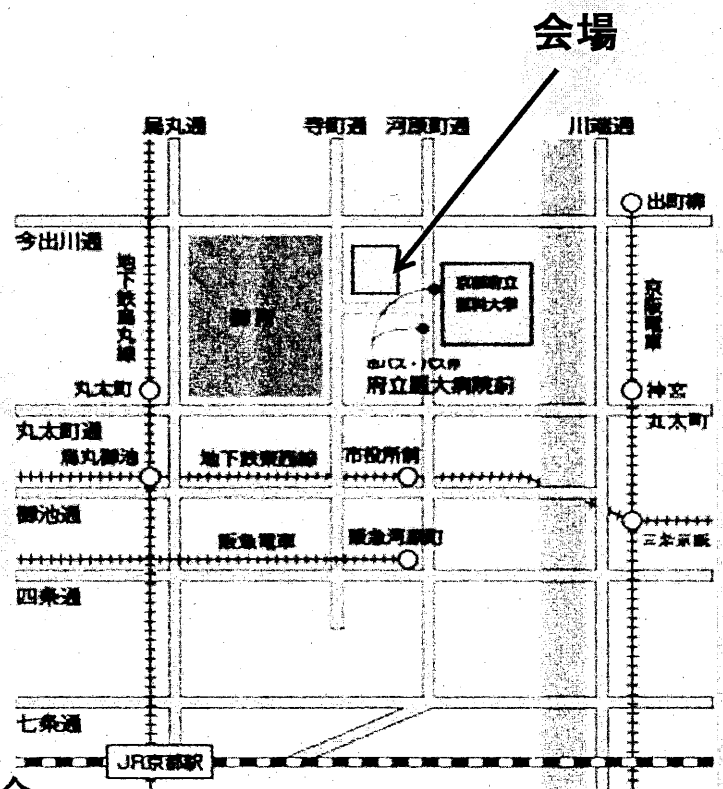 会場
烏丸通
寺町通
河原町通
川端通
出町柳
今出川通
地下鉄烏丸線
京都府立
医科大学
京阪電車
御所
市バス・バス停
府立医大病院前
丸太町
神宮
丸太町
丸太町通
烏丸御池
地下鉄東西線
市役所前
御池通
阪急電車
阪急河原町
三条京阪
四条通
七条通
JR京都駅